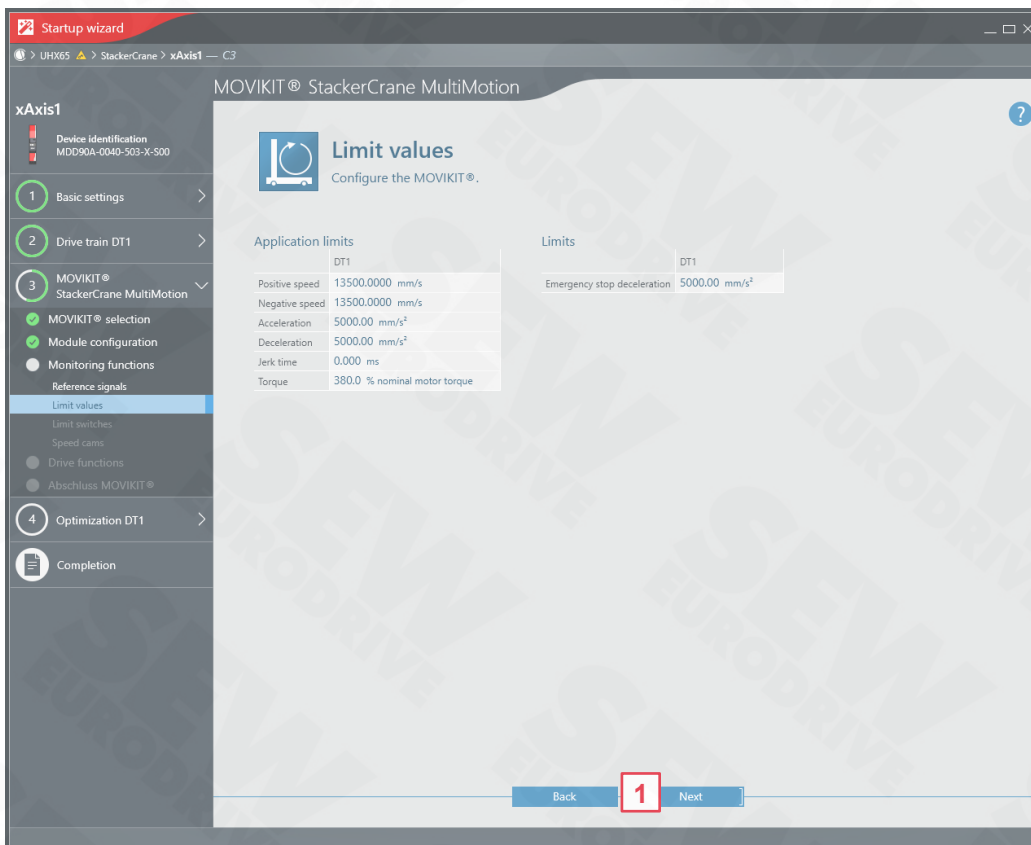 Startup wizard
> UHX65 > StackerCrane > xAxis1 — C3
MOVIKIT® StackerCrane MultiMotion
xAxis1
Device identification
MDD90A-0040-503-X-S00
1 Basic settings
2 Drive train DT1
3 MOVIKIT®
StackerCrane MultiMotion
MOVIKIT® selection
Module configuration
Monitoring functions
Reference signals
Limit values
Limit switches
Speed cams
Drive functions
Abschluss MOVIKIT®
4 Optimization DT1
Completion
?
Limit values
Configure the MOVIKIT®.
Application limits
DT1
Positive speed 13500.0000 mm/s
Negative speed 13500.0000 mm/s
Acceleration 5000.00 mm/s²
Deceleration 5000.00 mm/s²
Jerk time 0.000 ms
Torque 380.0 % nominal motor torque
Limits
DT1
Emergency stop deceleration 5000.00 mm/s²
Back 1 Next
SEW
EURODRIVE